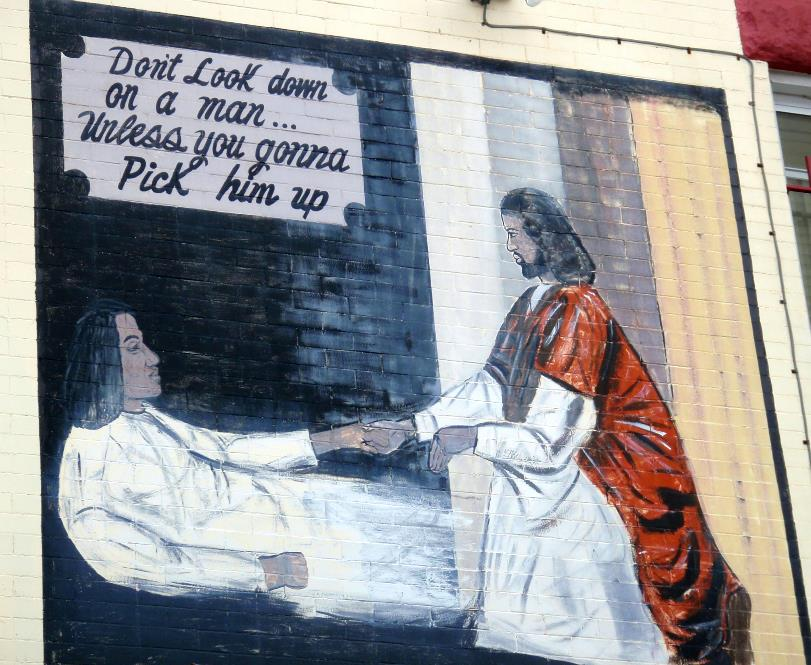 Don't Look down
on a man...
Unless you gonna
Pick him up